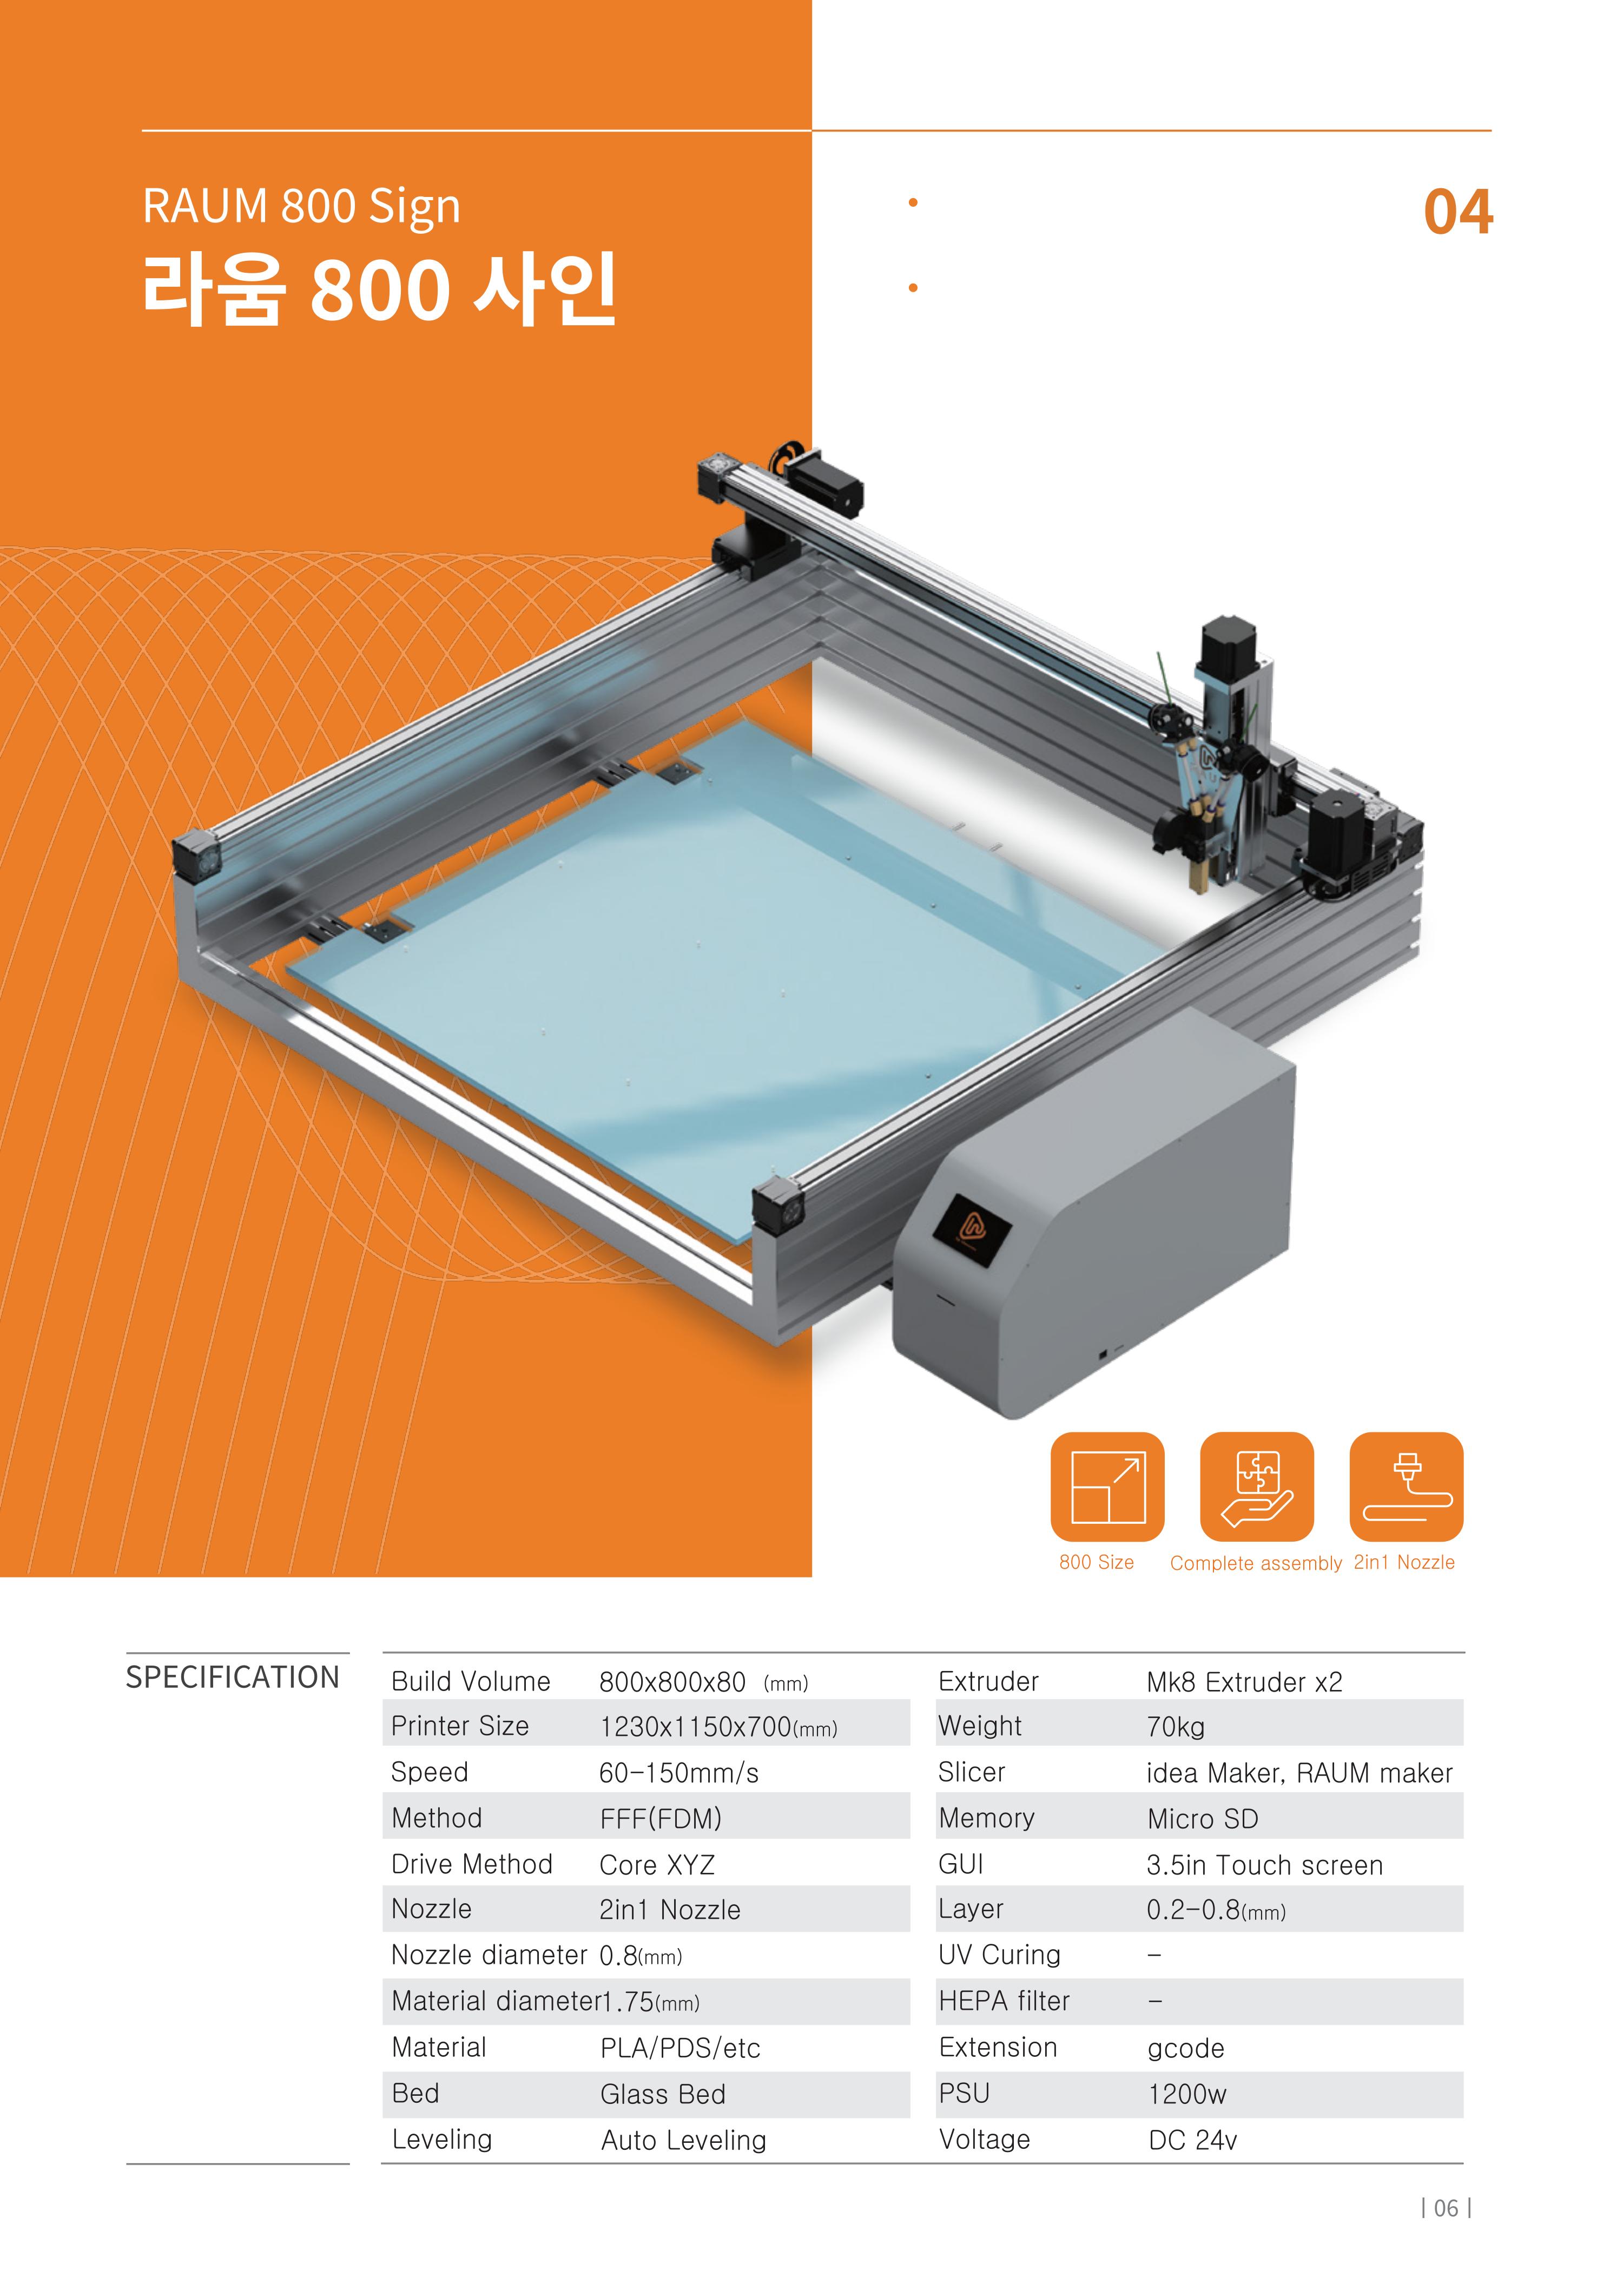 RAUM 800 Sign
라움 800 사인
•
•
04
800 Size
Complete assembly
2in1 Nozzle
SPECIFICATION
Build Volume 800x800x80 (mm)
Printer Size 1230x1150x700(mm)
Speed 60-150mm/s
Method FFF(FDM)
Drive Method Core XYZ
Nozzle 2in1 Nozzle
Nozzle diameter 0.8(mm)
Material diameter 1.75(mm)
Material PLA/PDS/etc
Bed Glass Bed
Leveling Auto Leveling
Extruder Mk8 Extruder x2
Weight 70kg
Slicer idea Maker, RAUM maker
Memory Micro SD
GUI 3.5in Touch screen
Layer 0.2-0.8(mm)
UV Curing -
HEPA filter -
Extension gcode
PSU 1200w
Voltage DC 24v
| 06 |